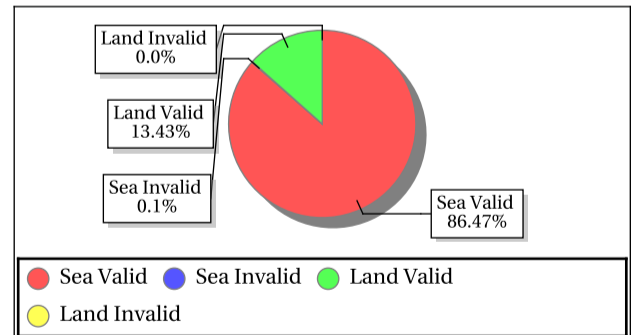 Land Invalid
0.0%
Land Valid
13.43%
Sea Invalid
0.1%
Sea Valid
86.47%
Sea Valid Sea Invalid Land Valid
Land Invalid